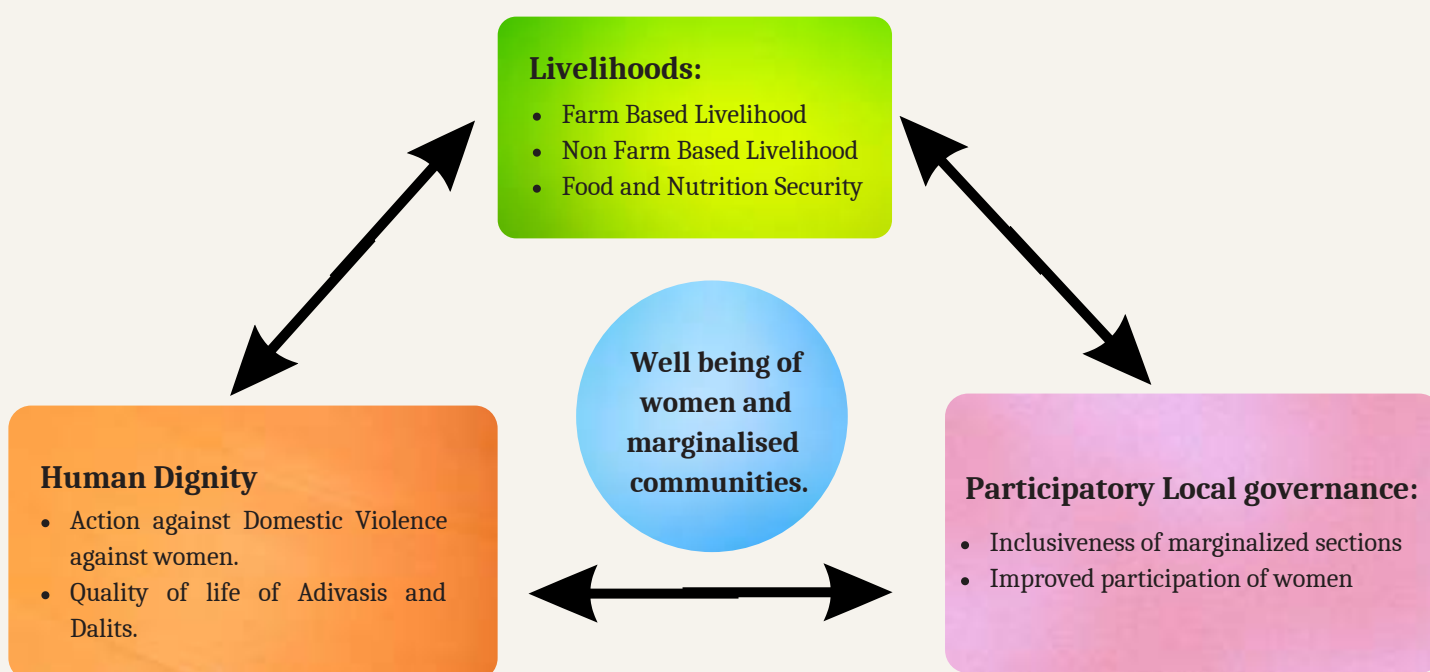 Livelihoods:
• Farm Based Livelihood
• Non Farm Based Livelihood
• Food and Nutrition Security
Well being of
women and
marginalised
communities.
Human Dignity
• Action against Domestic Violence
against women.
• Quality of life of Adivasis and
Dalits.
Participatory Local governance:
• Inclusiveness of marginalized sections
• Improved participation of women